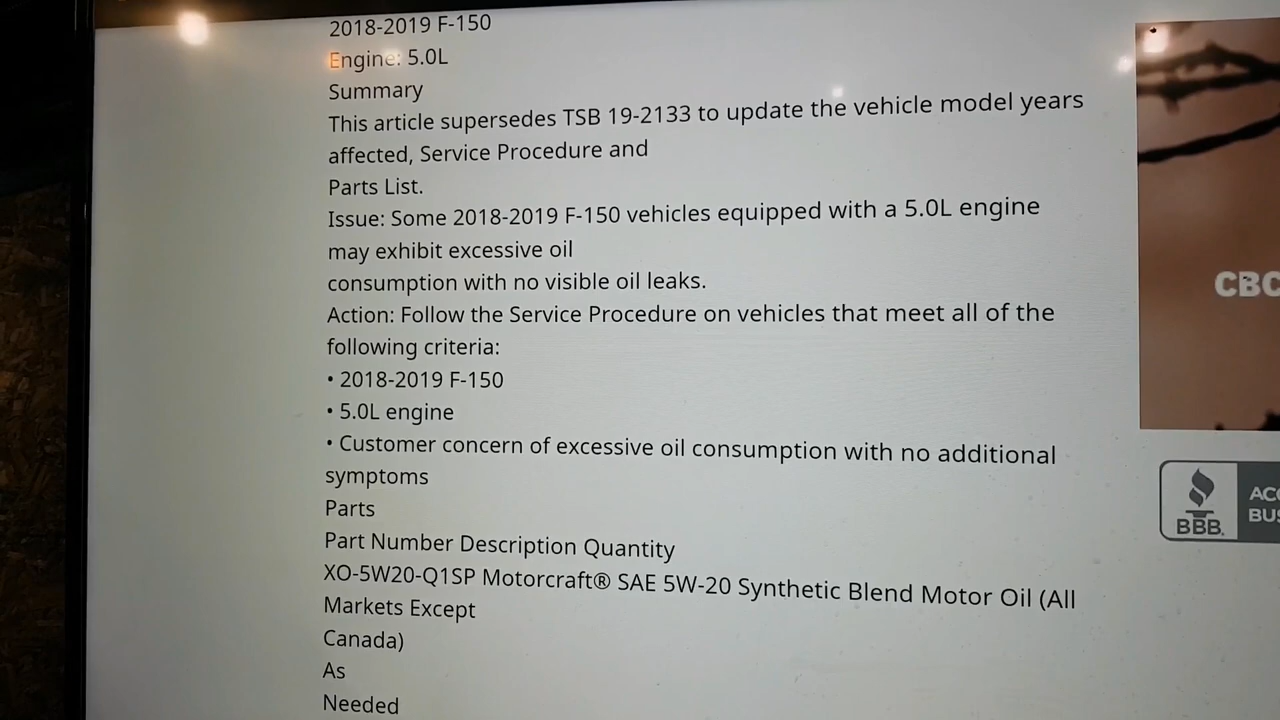 2018-2019 F-150
Engine: 5.0L
Summary
This article supersedes TSB 19-2133 to update the vehicle model years
affected, Service Procedure and
Parts List.
Issue: Some 2018-2019 F-150 vehicles equipped with a 5.0L engine
may exhibit excessive oil
consumption with no visible oil leaks.
Action: Follow the Service Procedure on vehicles that meet all of the
following criteria:
• 2018-2019 F-150
• 5.0L engine
• Customer concern of excessive oil consumption with no additional
symptoms
Parts
Part Number Description Quantity
XO-5W20-Q1SP Motorcraft® SAE 5W-20 Synthetic Blend Motor Oil (All
Markets Except
Canada)
As
Needed
CBC
BBB.